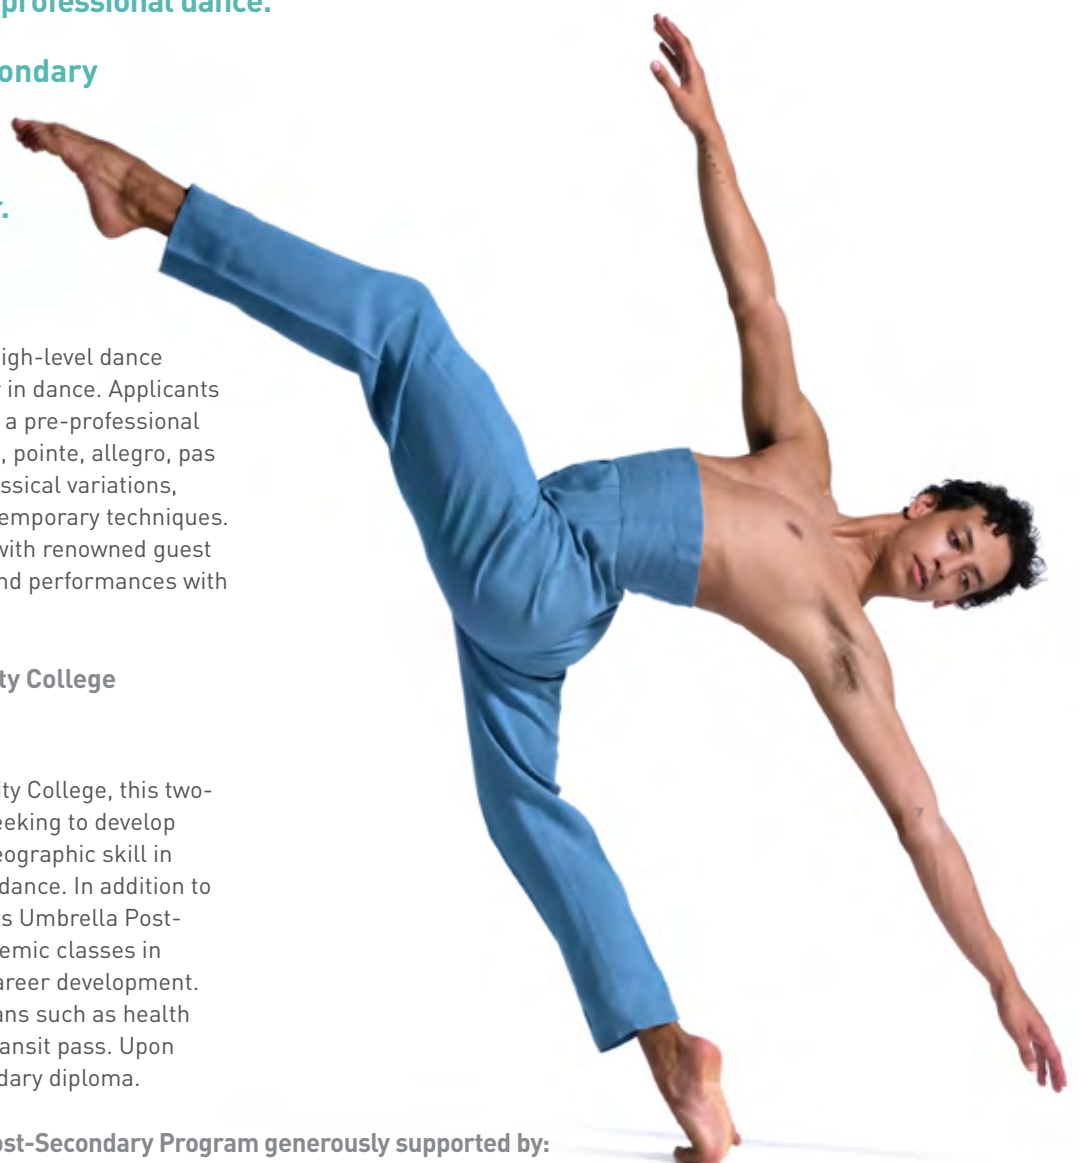 professional dance.
ondary
r.
igh-level dance
in dance. Applicants
a pre-professional
, pointe, allegro, pas
ssical variations,
temporary techniques.
with renowned guest
nd performances with
ty College
ity College, this two-
eeking to develop
eographic skill in
dance. In addition to
s Umbrella Post-
emic classes in
areer development.
ans such as health
ansit pass. Upon
dary diploma.
ost-Secondary Program generously supported by: